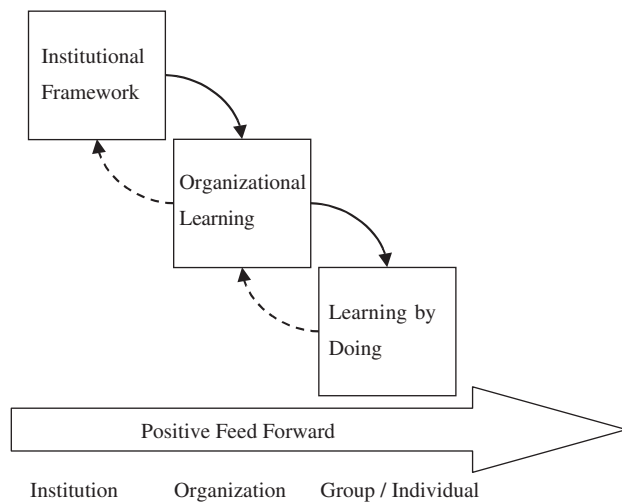 Institutional
Framework
Organizational
Learning
Learning by
Doing
Positive Feed Forward
Institution Organization Group / Individual